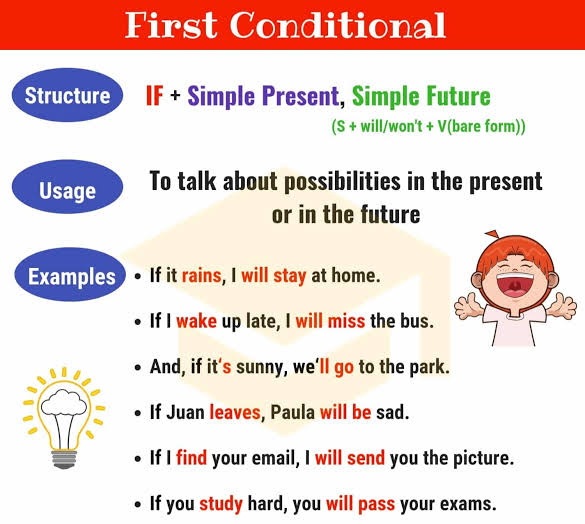 First Conditional
Structure
IF + Simple Present, Simple Future
(S + will/won't + V(bare form))
Usage
To talk about possibilities in the present
or in the future
Examples
• If it rains, I will stay at home.
• If I wake up late, I will miss the bus.
• And, if it's sunny, we'll go to the park.
• If Juan leaves, Paula will be sad.
• If I find your email, I will send you the picture.
• If you study hard, you will pass your exams.